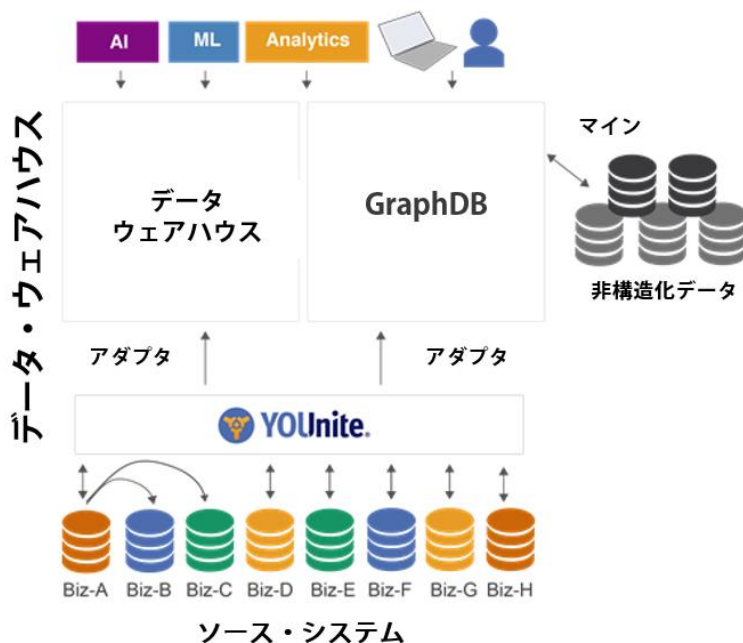 AI
ML
Analytics
データ・ウェアハウス
データ
ウェアハウス
GraphDB
マイン
非構造化データ
アダプタ
アダプタ
YOUnite®
Biz-A
Biz-B
Biz-C
Biz-D
Biz-E
Biz-F
Biz-G
Biz-H
ソース・システム